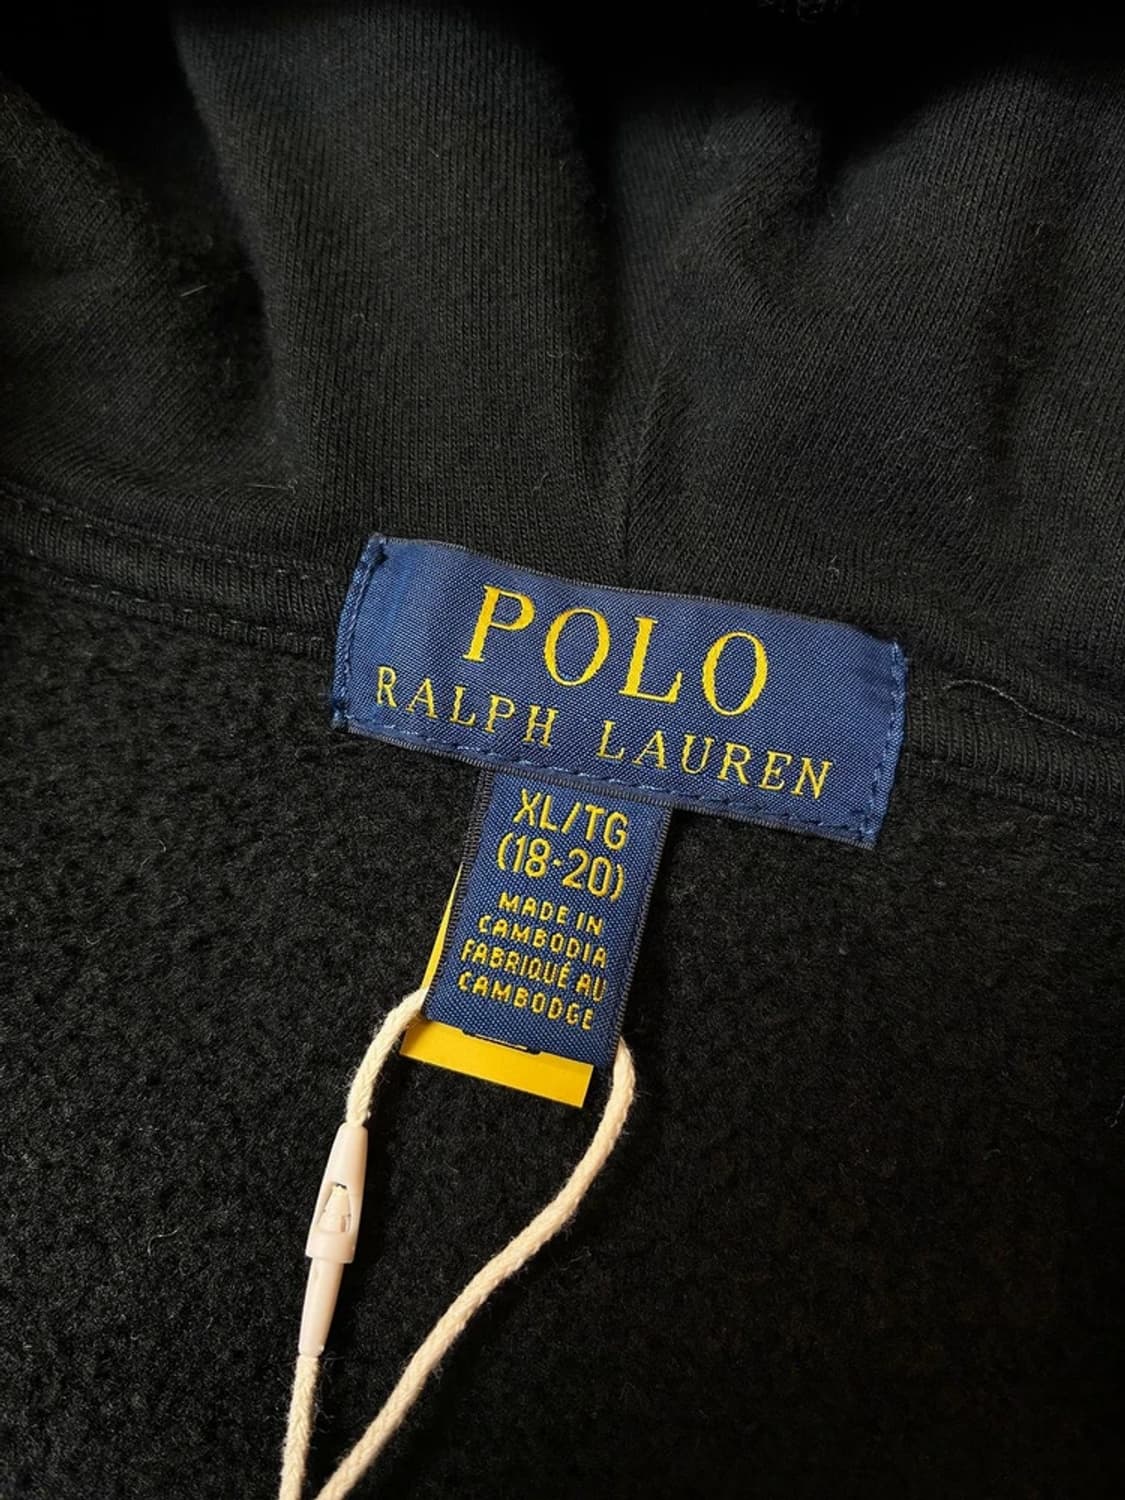 POLO
RALPH LAUREN
XL/TG
(18-20)
MADE IN
CAMBODIA
FABRIQUÉ AU
CAMBODGE